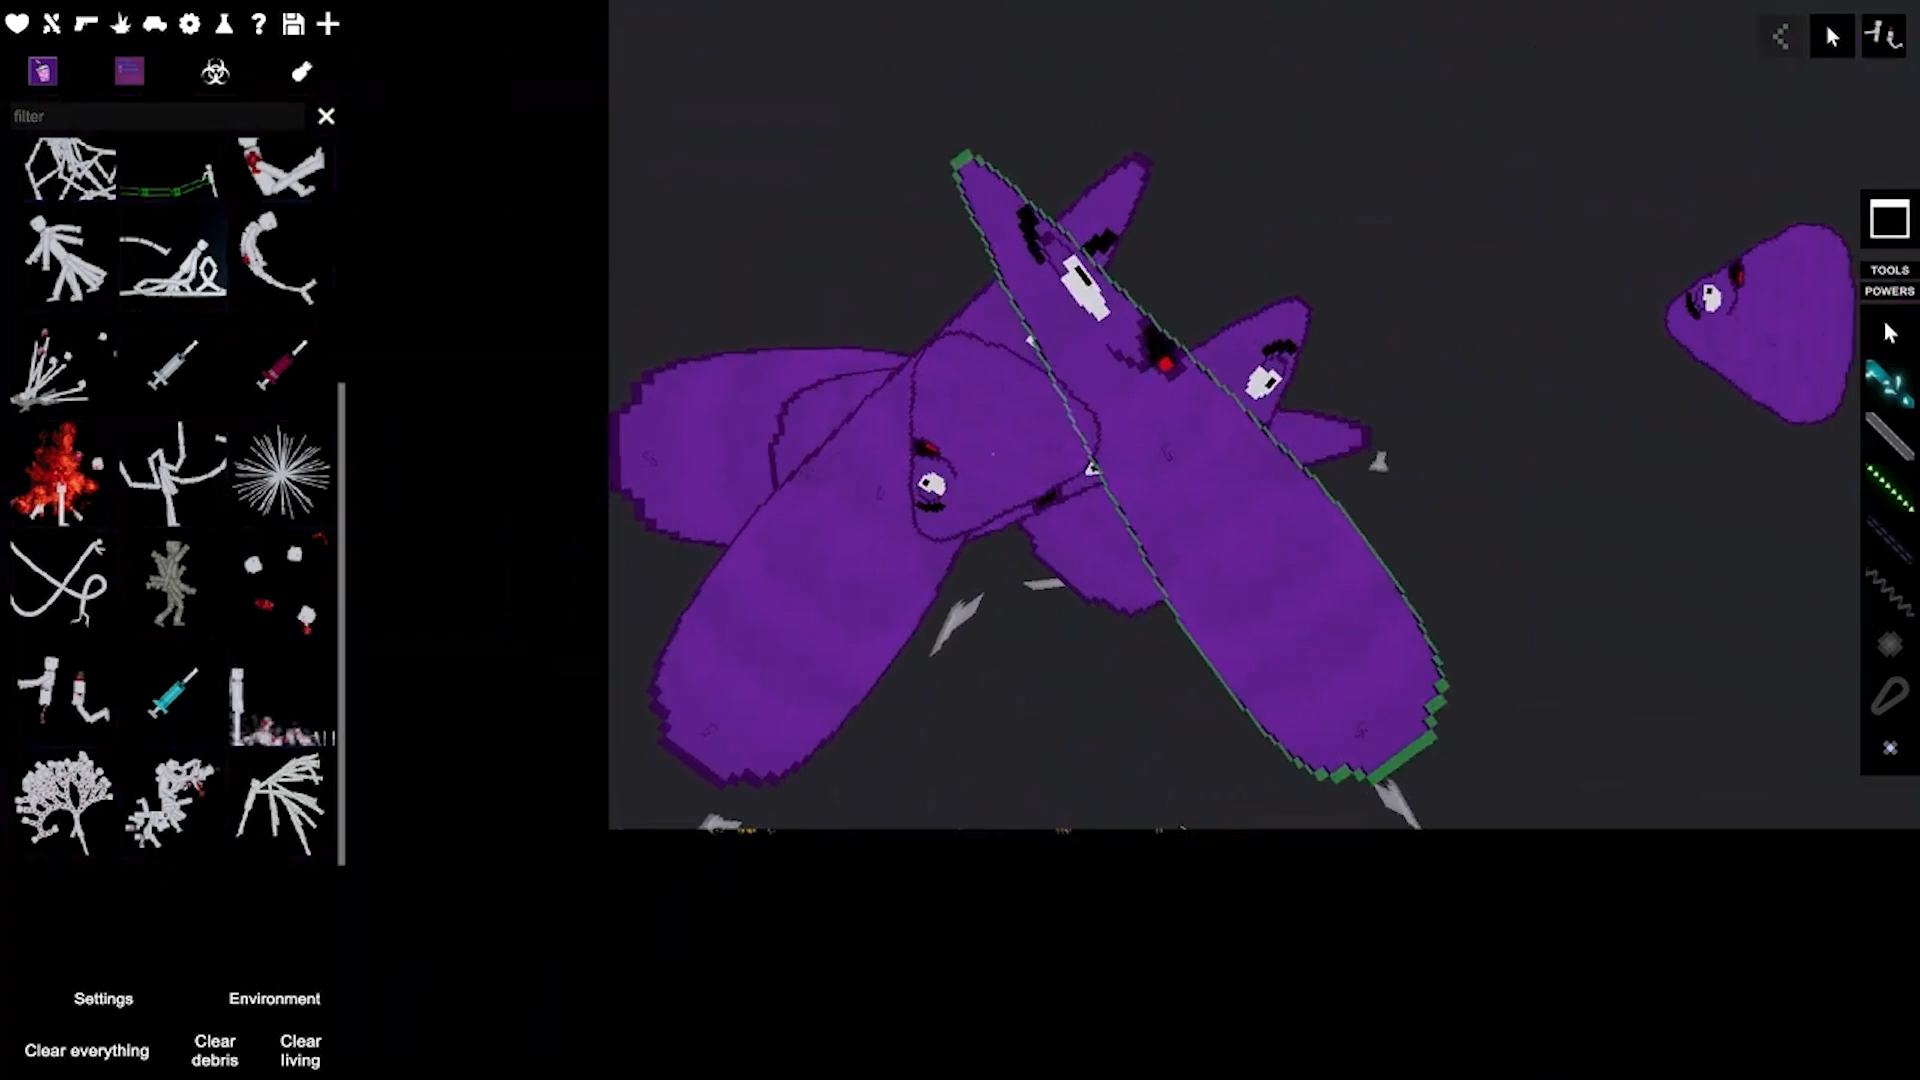 ?
filter
TOOLS
POWERS
Settings
Environment
Clear everything
Clear
debris
Clear
living